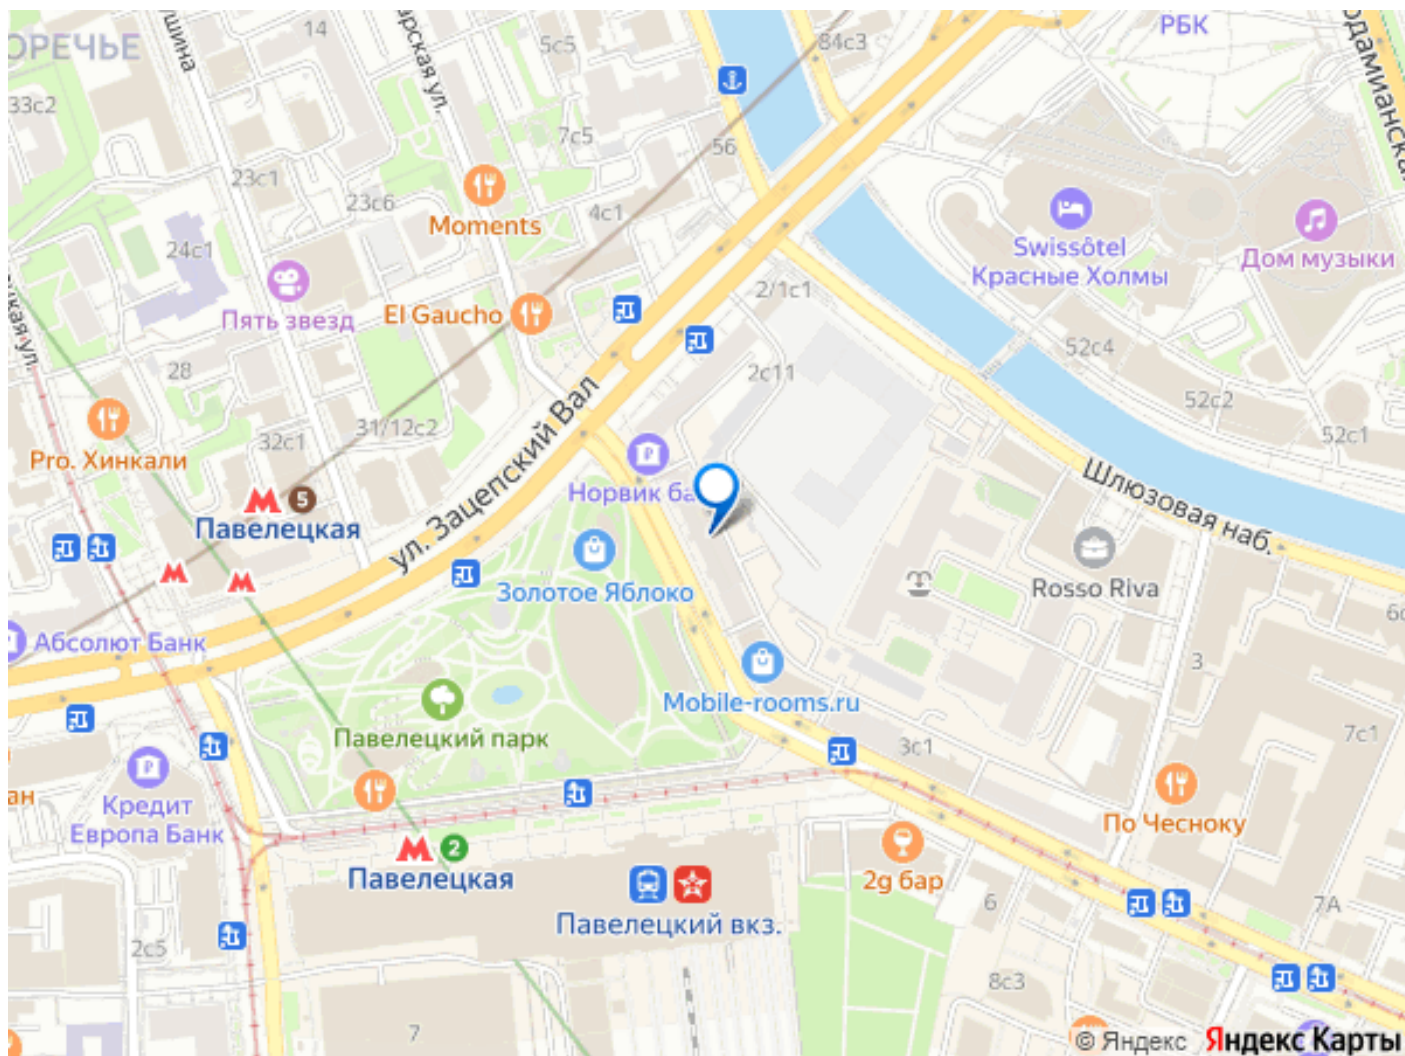 14
5с5
84с3
РБК
ОРЕЧЬЕ
33с2
7с5
56
23с1
23с6
4с1
Moments
24с1
Swissôtel
Красные Холмы
Дом музыки
2/1с1
Пять звезд
El Gaucho
28
2с11
52с4
52с2
52с1
31/12с2
32с1
Pro. Хинкали
5
Павелецкая
ул. Зацепский Вал
Норвик ба
Шлюзовая наб.
Золотое Яблоко
Rosso Riva
Абсолют Банк
3
Mobile-rooms.ru
Павелецкий парк
3с1
7с1
Кредит
Европа Банк
По Чесноку
2
Павелецкая
2g бар
Павелецкий вкз.
6
7А
2с5
8с3
7
© Яндекс Яндекс Карты